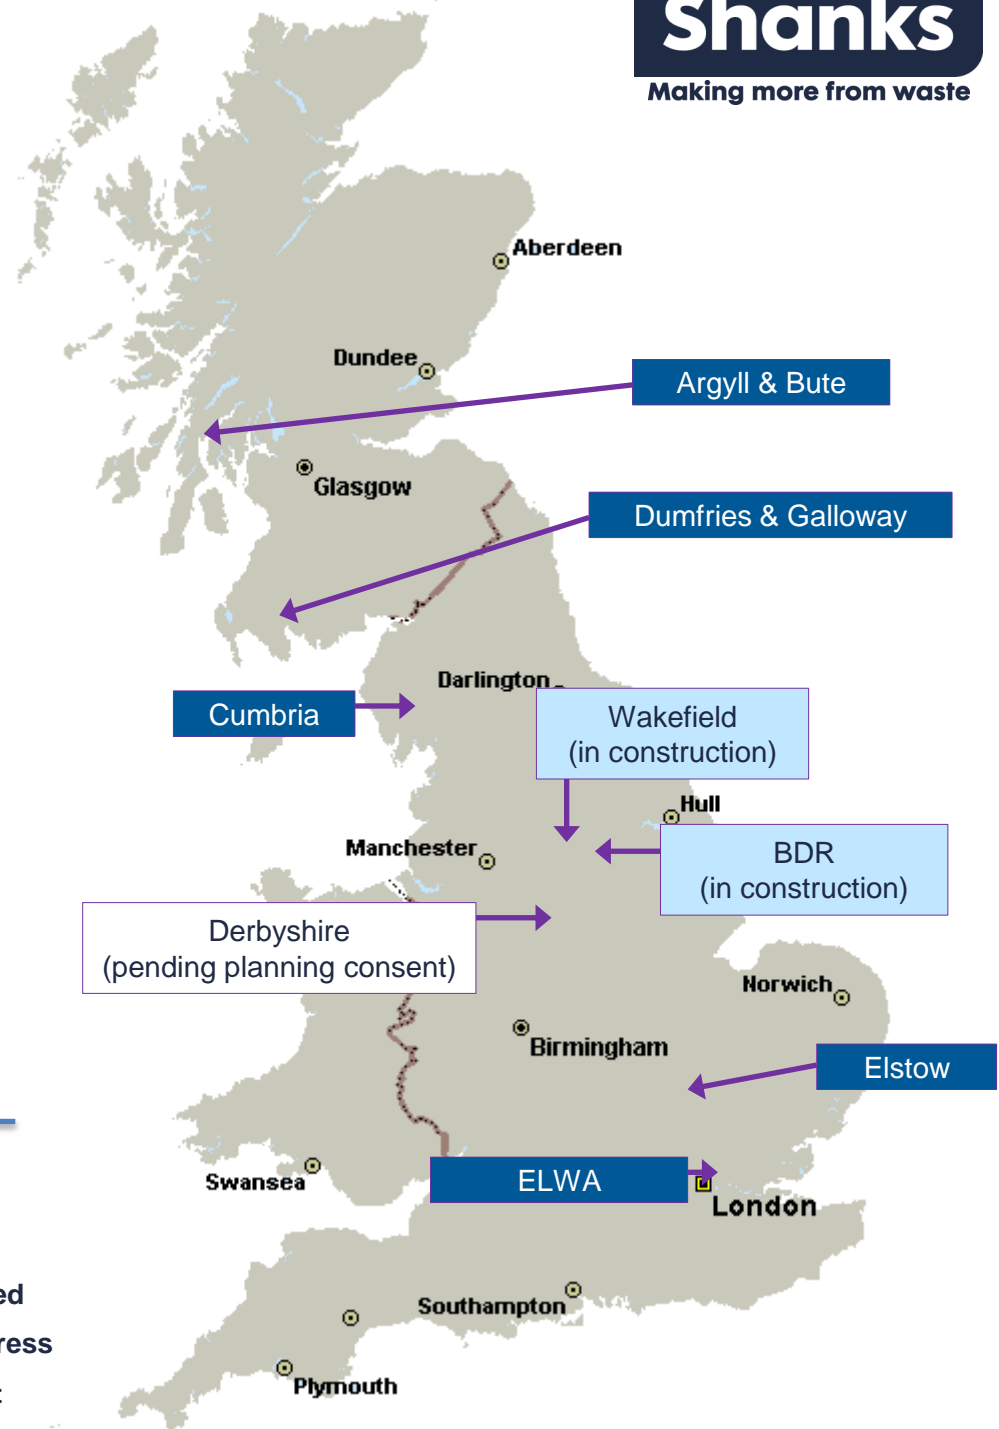 Shanks
Making more from waste
Aberdeen
Dundee
Argyll & Bute
Glasgow
Dumfries & Galloway
Darlington
Cumbria
Wakefield
(in construction)
Hull
Manchester
BDR
(in construction)
Derbyshire
(pending planning consent)
Norwich
Birmingham
Elstow
Swansea
ELWA
London
ed
Southampton
ress
Plymouth